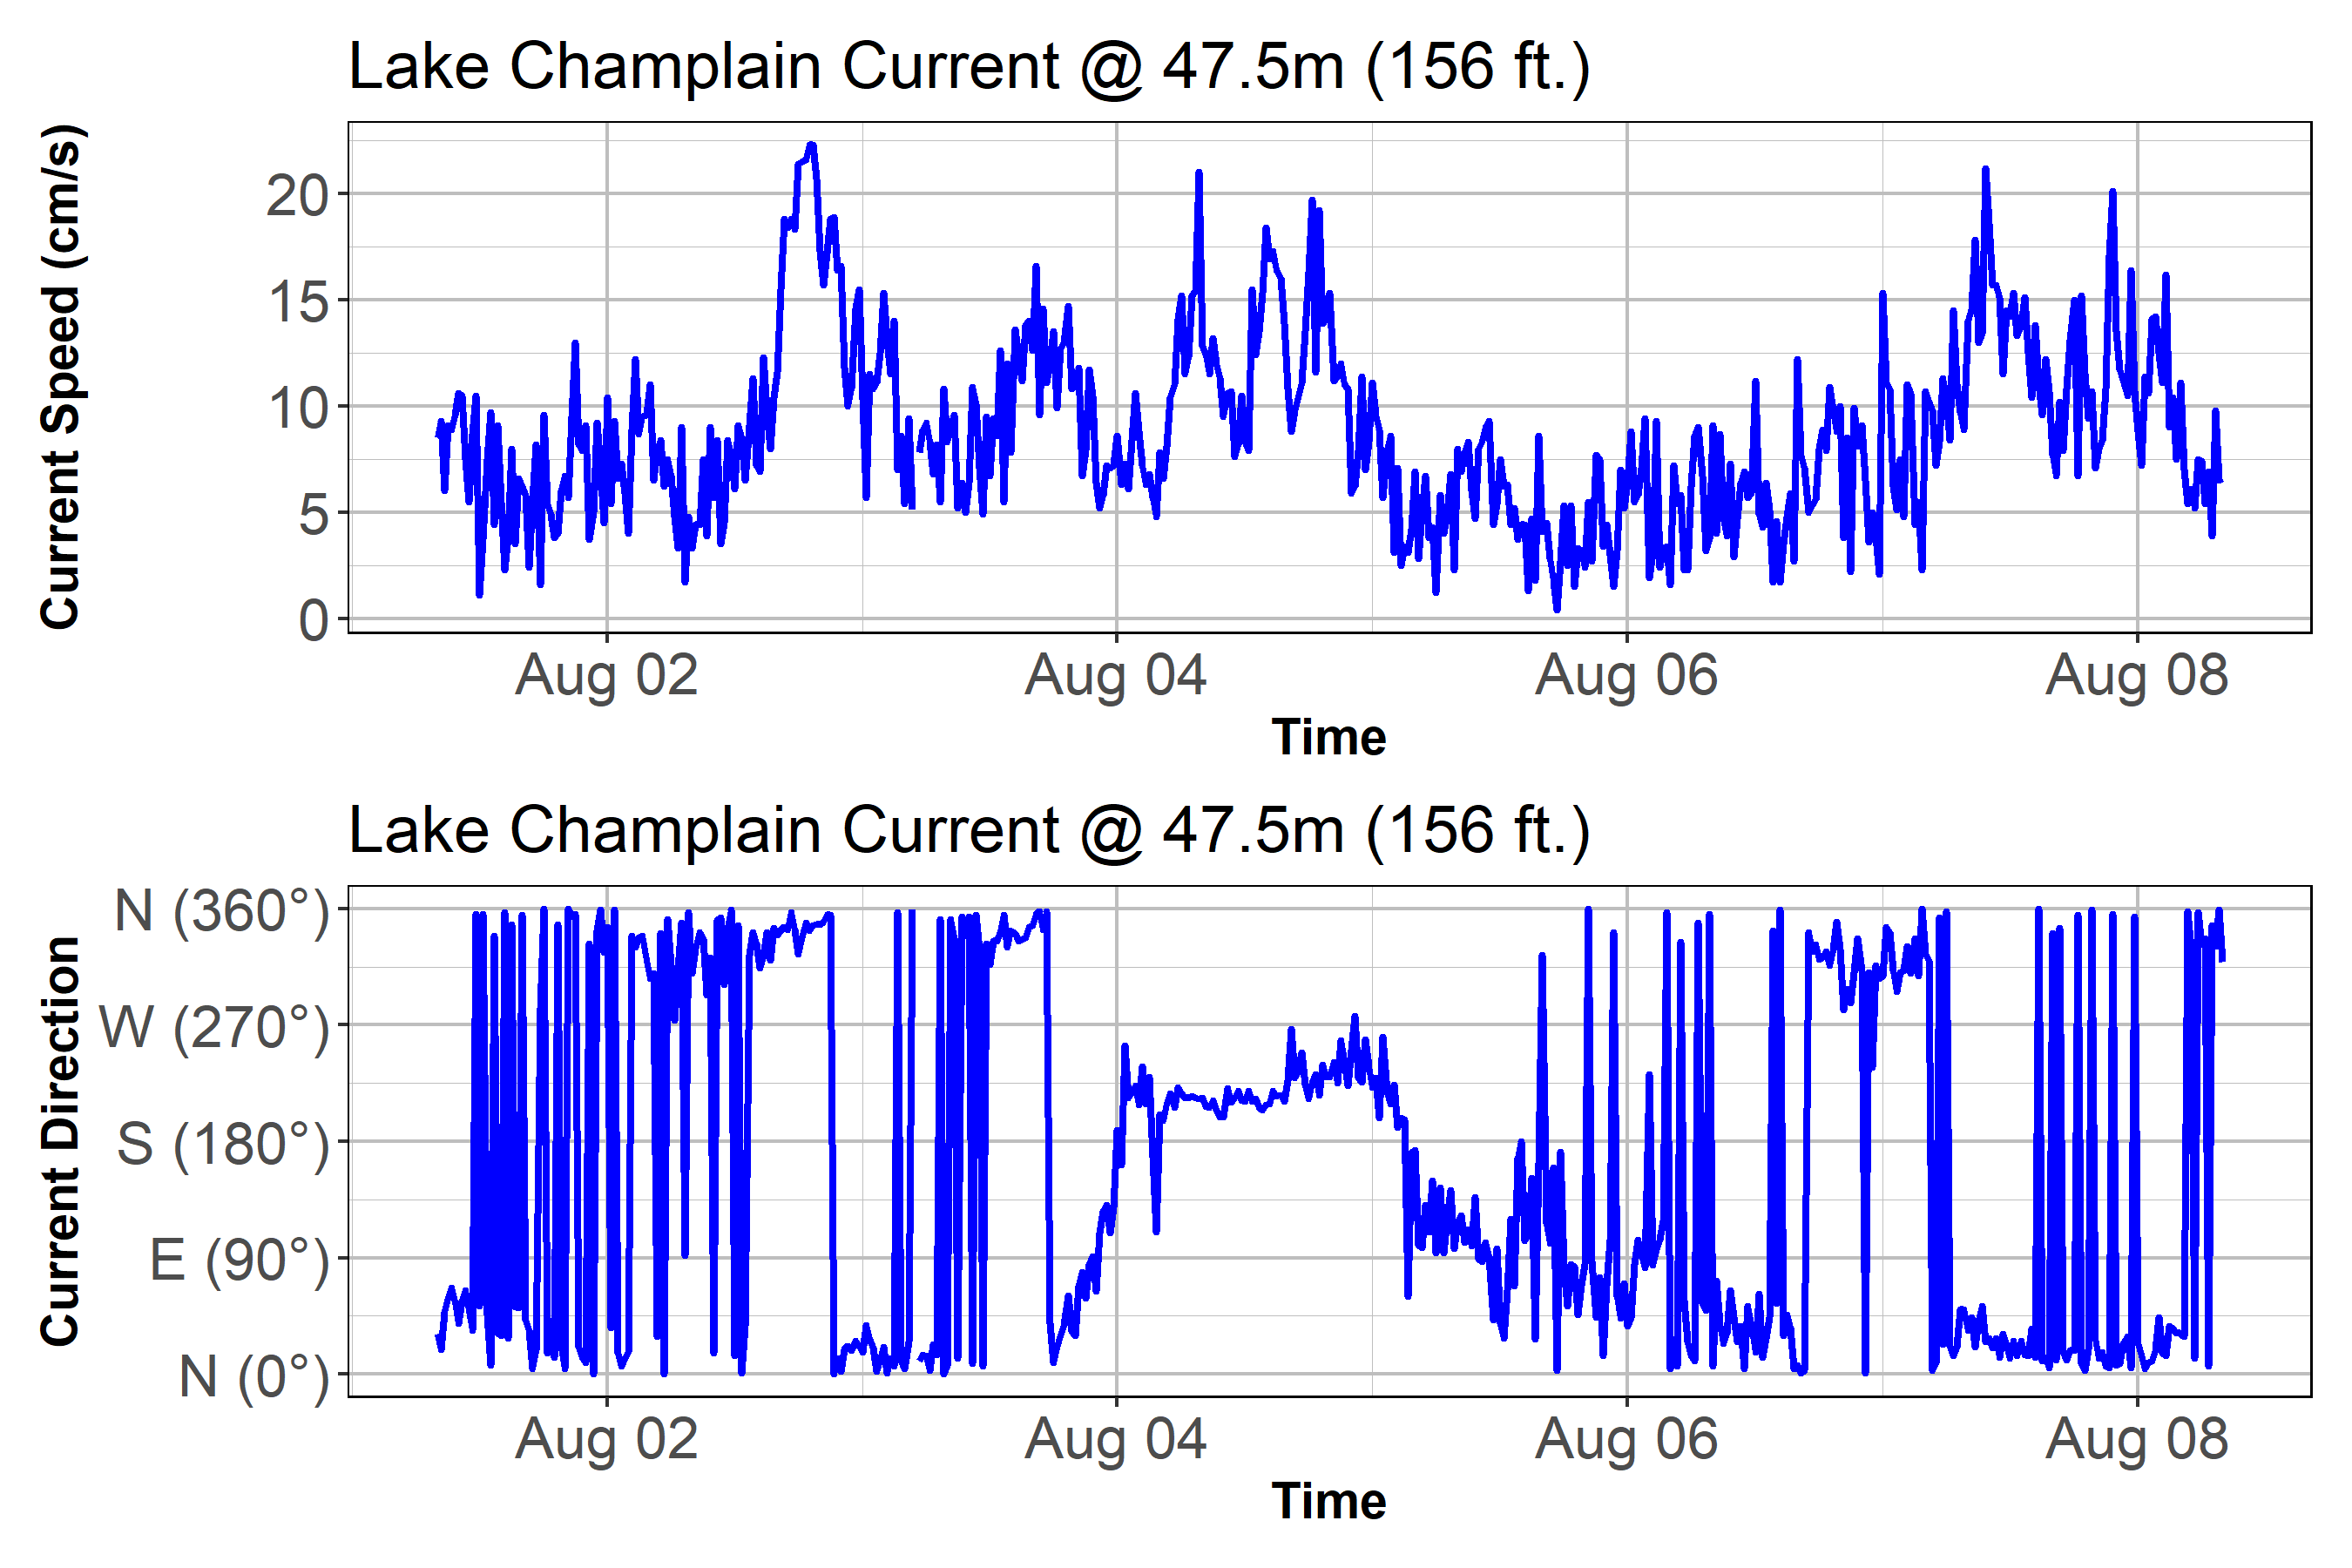 Lake Champlain Current @ 47.5m (156 ft.)
Current Speed (cm/s)
20
15
10
5
0
Aug 02 Aug 04 Aug 06 Aug 08
Time
Lake Champlain Current @ 47.5m (156 ft.)
Current Direction
N (360°)
W (270°)
S (180°)
E (90°)
N (0°)
Aug 02 Aug 04 Aug 06 Aug 08
Time